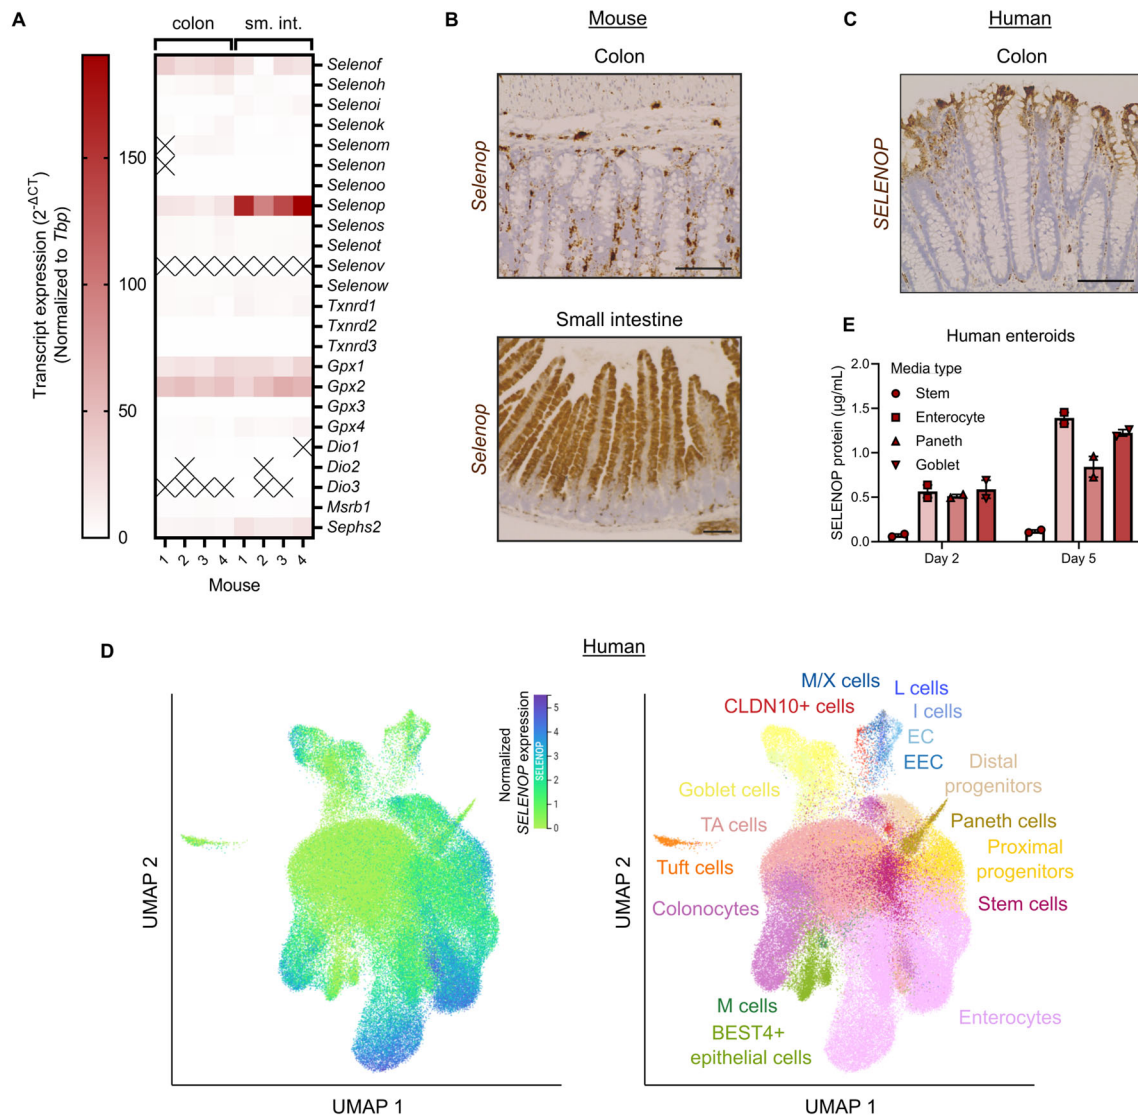 A
colon
sm. int.
Transcript expression (2-ΔCT)
(Normalized to Tbp)
150
100
50
0
Selenof
Selenoh
Selenoi
Selenok
Selenom
Selenon
Selenoo
Selenop
Selenos
Selenot
Selenov
Selenow
Txnrd1
Txnrd2
Txnrd3
Gpx1
Gpx2
Gpx3
Gpx4
Dio1
Dio2
Dio3
Msrb1
Sephs2
1 2 3 4 1 2 3 4
Mouse
B
Mouse
Colon
Selenop
Small intestine
Selenop
C
Human
Colon
SELENOP
E
Human enteroids
SELENOP protein (µg/mL)
2.0
1.5
1.0
0.5
0.0
Media type
Stem
Enterocyte
Paneth
Goblet
Day 2
Day 5
D
Human
Normalized
SELENOP expression
SELENOP
5
4
3
2
1
0
UMAP 2
UMAP 1
M/X cells
L cells
CLDN10+ cells
I cells
EC
EEC
Distal
progenitors
Goblet cells
TA cells
Paneth cells
Tuft cells
Proximal
progenitors
Colonocytes
Stem cells
M cells
BEST4+
epithelial cells
Enterocytes
UMAP 2
UMAP 1